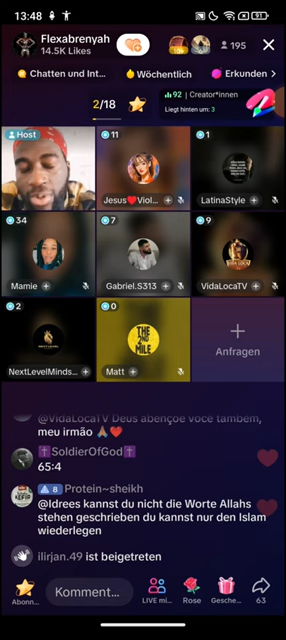 13:48
91
Flexabrenyah
14.5K Likes
195
Chatten und Int...
Wöchentlich
Erkunden
2/18
92 | Creator*innen
Liegt hinten um: 3
Host
11
1
Jesus❤️Viol...
LatinaStyle
34
7
9
Mamie
Gabriel.S313
VidaLocaTV
2
0
THE
2ND
MILE
NextLevelMinds...
Matt
Anfragen
@VidaLocaTV Deus abençoe você também,
meu irmão 🙏🏽❤️
✝️SoldierOfGod✝️
65:4
8 Protein~sheikh
@Idrees kannst du nicht die Worte Allahs
stehen geschrieben du kannst nur den Islam
wiederlegen
ilirjan.49 ist beigetreten
Komment...
Abonn...
LIVE mi...
Rose
Gesche...
63